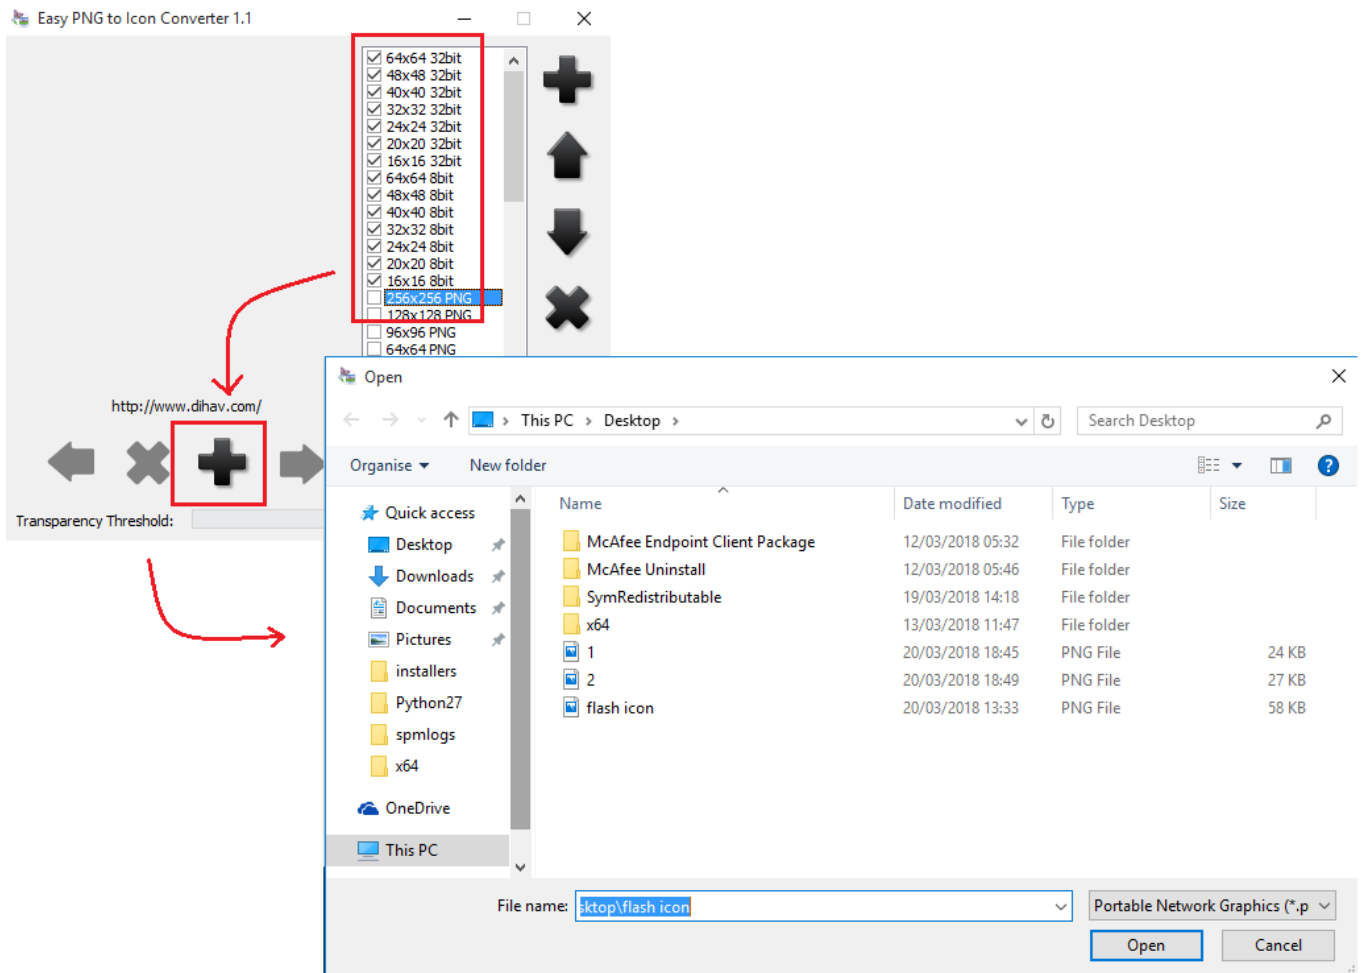 Easy PNG to Icon Converter 1.1
64x64 32bit
48x48 32bit
40x40 32bit
32x32 32bit
24x24 32bit
20x20 32bit
16x16 32bit
64x64 8bit
48x48 8bit
40x40 8bit
32x32 8bit
24x24 8bit
20x20 8bit
16x16 8bit
256x256 PNG
128x128 PNG
96x96 PNG
64x64 PNG
http://www.dihav.com/
Transparency Threshold:
Open
This PC > Desktop >
Search Desktop
Organise
New folder
?
Quick access
Desktop
Downloads
Documents
Pictures
installers
Python27
spmlogs
x64
OneDrive
This PC
Name Date modified Type Size
McAfee Endpoint Client Package 12/03/2018 05:32 File folder
McAfee Uninstall 12/03/2018 05:46 File folder
SymRedistributable 19/03/2018 14:18 File folder
x64 13/03/2018 11:47 File folder
1 20/03/2018 18:45 PNG File 24 KB
2 20/03/2018 18:49 PNG File 27 KB
flash icon 20/03/2018 13:33 PNG File 58 KB
File name: sktop\flash icon
Portable Network Graphics (*.p
Open
Cancel